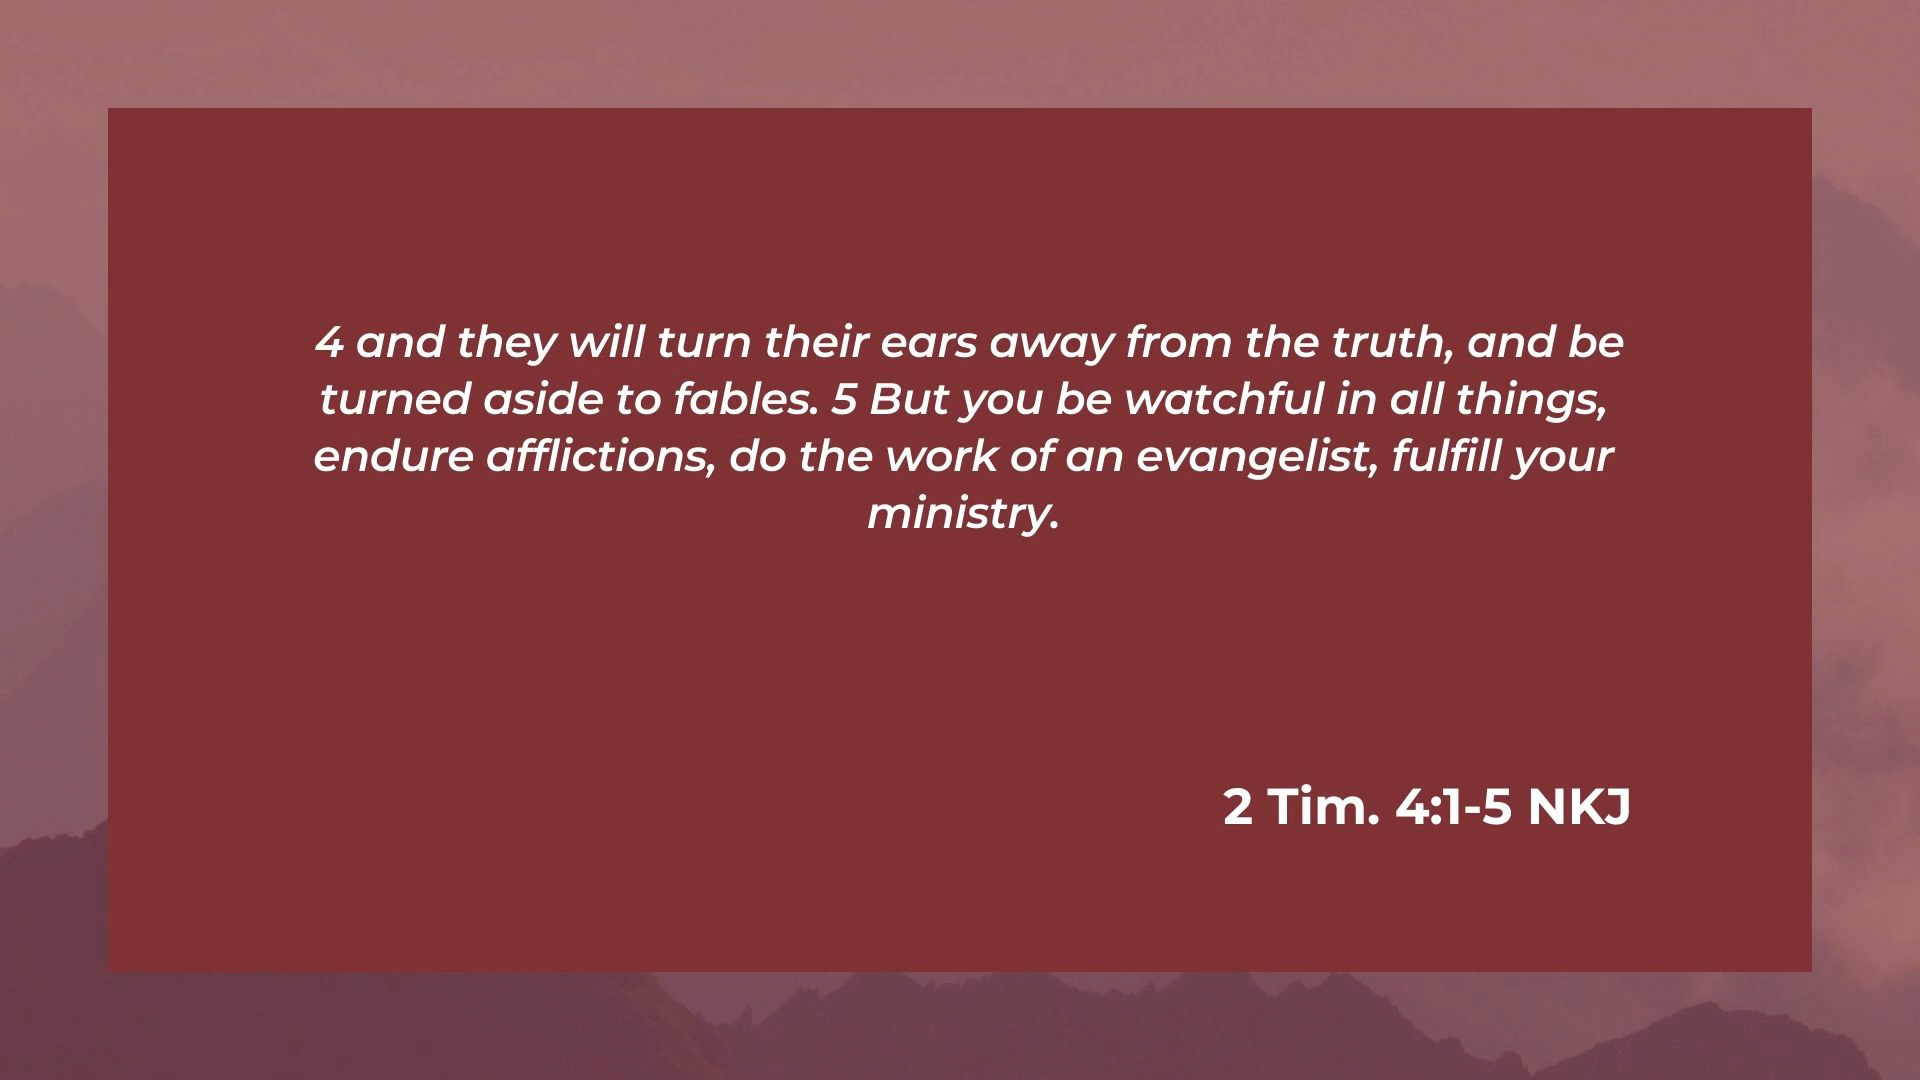 4 and they will turn their ears away from the truth, and be
turned aside to fables. 5 But you be watchful in all things,
endure afflictions, do the work of an evangelist, fulfill your
ministry.
2 Tim. 4:1-5 NKJ